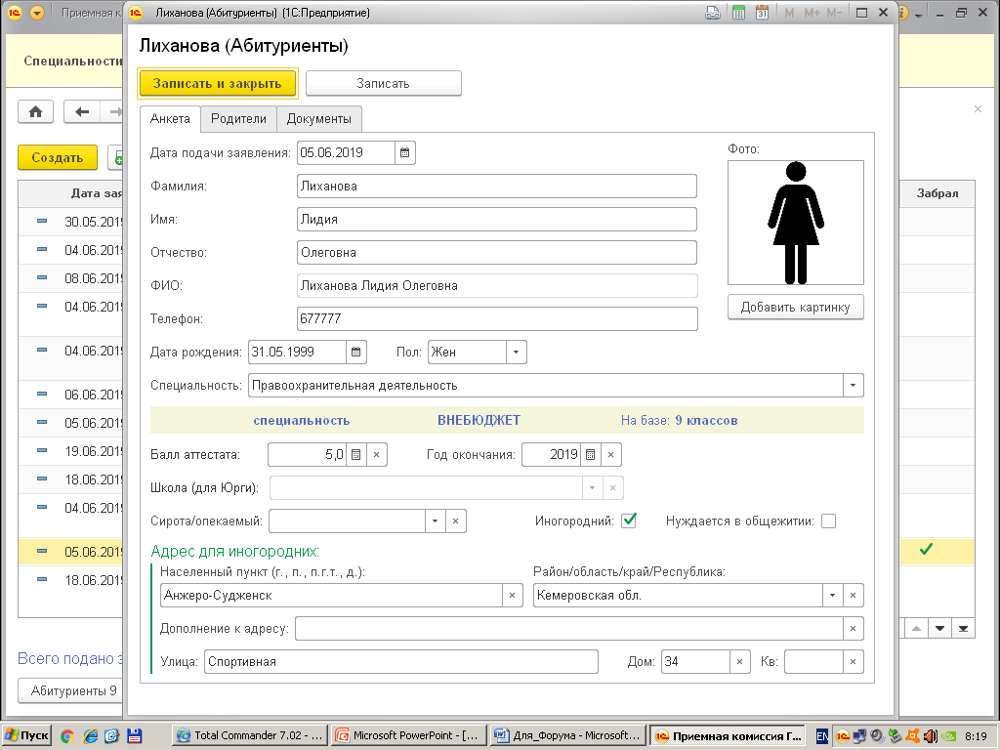 Приемная к
Лиханова (Абитуриенты) (1С:Предприятие)
31 M M+ M-
Специальности
Лиханова (Абитуриенты)
Записать и закрыть Записать
Анкета Родители Документы
Создать
Дата подачи заявления: 05.06.2019 Фото:
Дата зая Забрал
Фамилия: Лиханова
30.05.2019
Имя: Лидия
04.06.2019
Отчество: Олеговна
08.06.2019
ФИО: Лиханова Лидия Олеговна
04.06.2019
Добавить картинку
Телефон: 677777
04.06.2019
Дата рождения: 31.05.1999 Пол: Жен
Специальность: Правоохранительная деятельность
06.06.2019
специальность ВНЕБЮДЖЕТ На базе: 9 классов
05.06.2019
Балл аттестата: 5,0 Год окончания: 2019
19.06.2019
18.06.2019
Школа (для Юрги):
04.06.2019
Сирота/опекаемый: Иногородний: Нуждается в общежитии:
05.06.2019
Адрес для иногородних:
Населенный пункт (г., п., п.г.т., д.): Район/область/край/Республика:
18.06.2019
Анжеро-Судженск Кемеровская обл.
Дополнение к адресу:
Всего подано з
Улица: Спортивная Дом: 34 Кв:
Абитуриенты 9
Пуск Total Commander 7.02 - ... Microsoft PowerPoint - [... Для_Форума - Microsoft... Приемная комиссия Г... EN 8:19